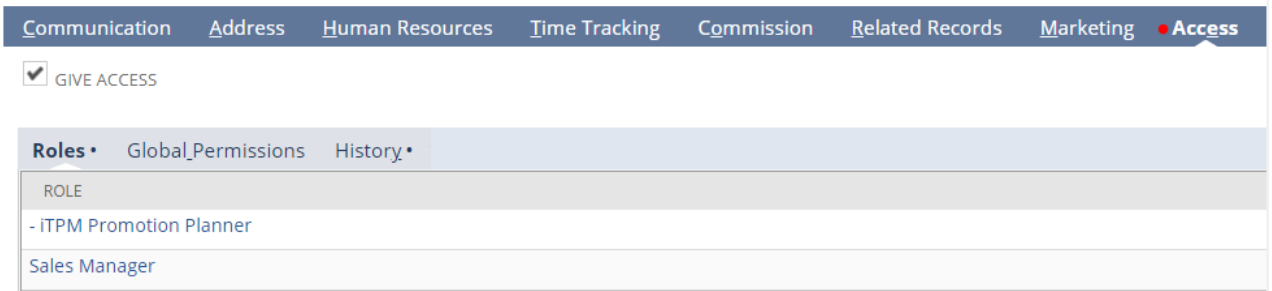 Communication Address Human Resources Time Tracking Commission Related Records Marketing • Access
GIVE ACCESS
Roles • Global Permissions History •
ROLE
- iTPM Promotion Planner
Sales Manager